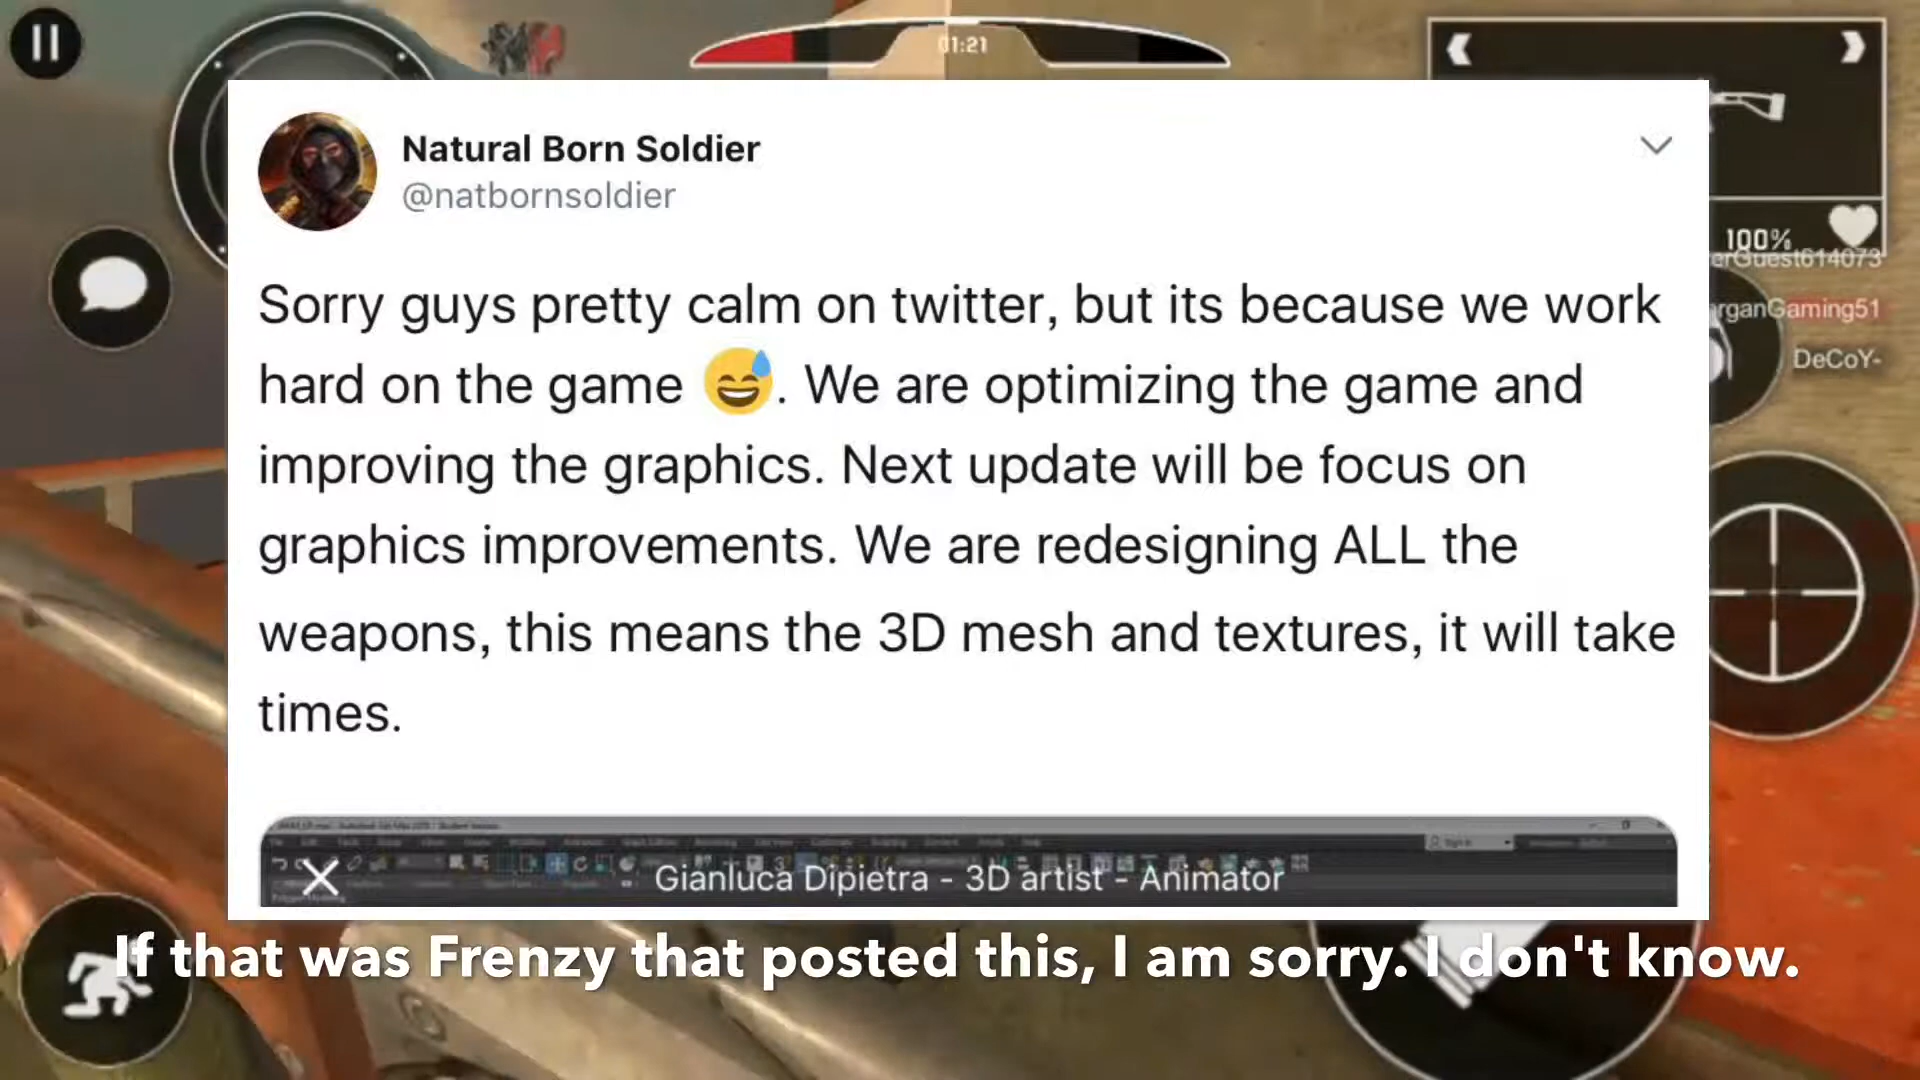 01:21
Natural Born Soldier
@natbornsoldier
100%
erGuest614073
rganGaming51
DeCoY-
Sorry guys pretty calm on twitter, but its because we work
hard on the game 😅. We are optimizing the game and
improving the graphics. Next update will be focus on
graphics improvements. We are redesigning ALL the
weapons, this means the 3D mesh and textures, it will take
times.
Gianluca Dipietra - 3D artist - Animator
If that was Frenzy that posted this, I am sorry. I don't know.